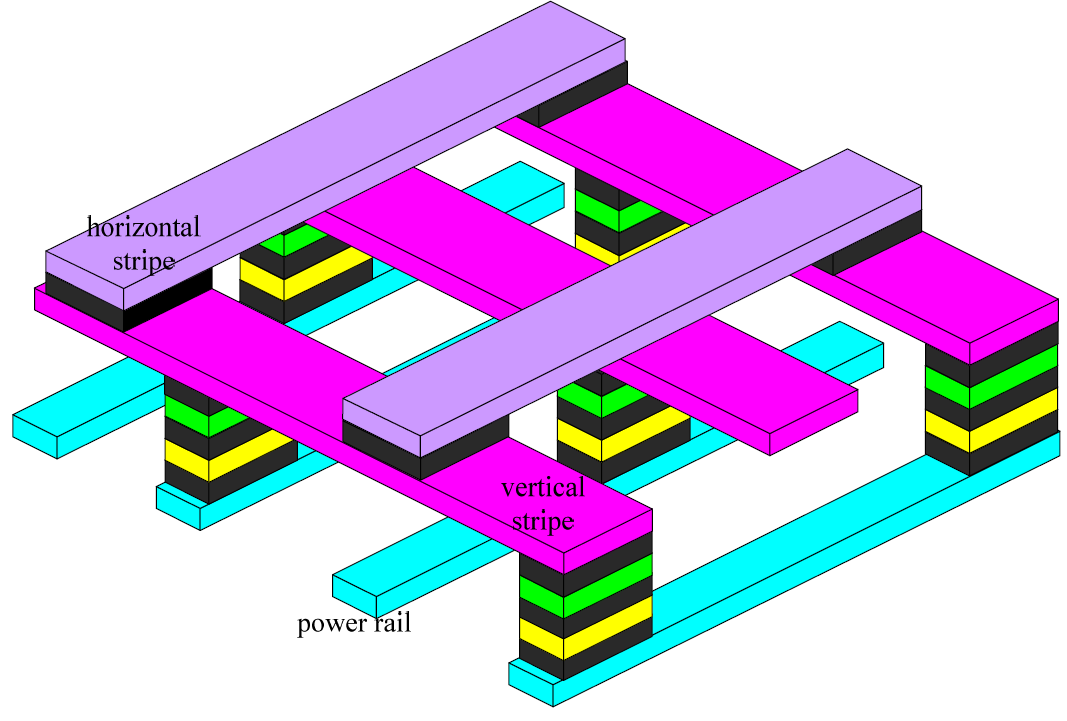 horizontal
stripe
vertical
stripe
power rail